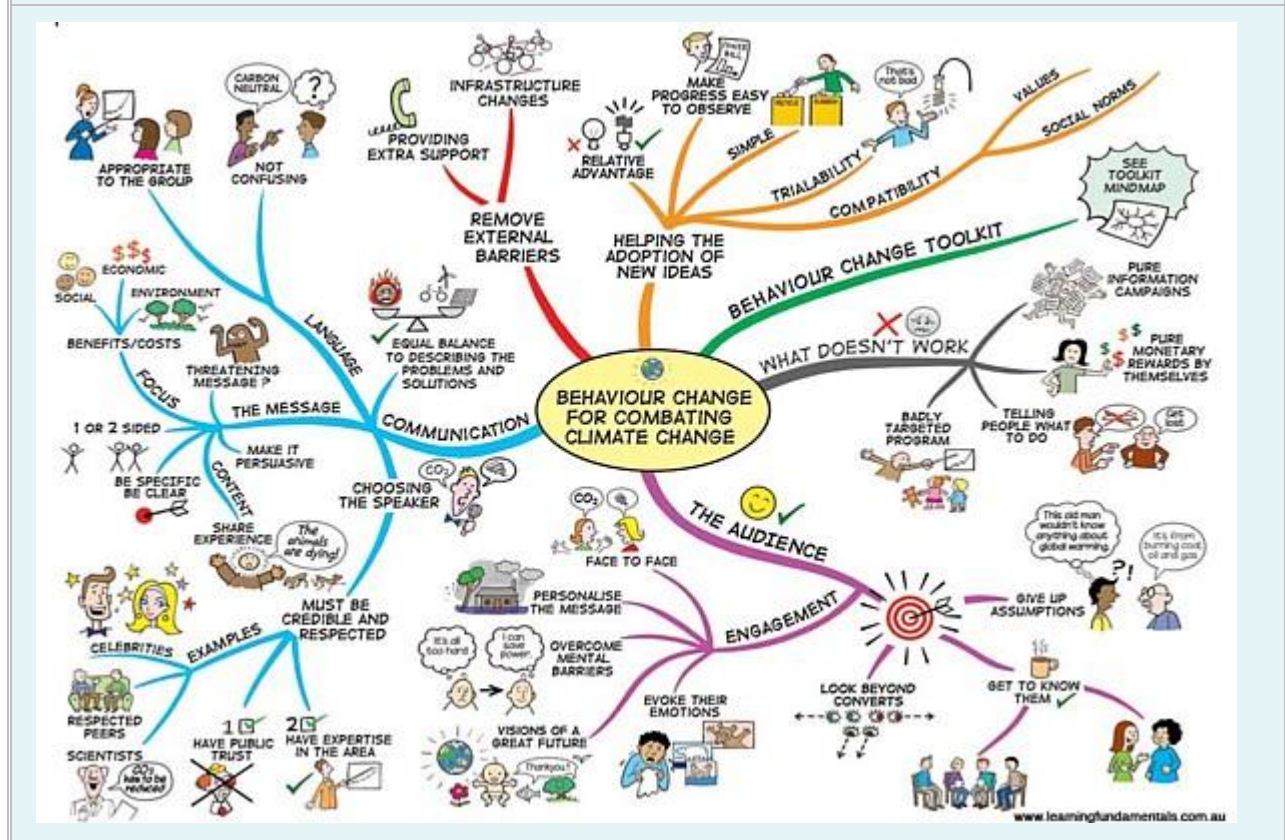 BEHAVIOUR CHANGE
FOR COMBATING
CLIMATE CHANGE
REMOVE
EXTERNAL
BARRIERS
PROVIDING
EXTRA SUPPORT
INFRASTRUCTURE
CHANGES
HELPING THE
ADOPTION OF
NEW IDEAS
RELATIVE
ADVANTAGE
MAKE
PROGRESS EASY
TO OBSERVE
POWER
BILL
SIMPLE
RECYCLE
TRIALABILITY
That's
not bad
COMPATIBILITY
VALUES
SOCIAL NORMS
BEHAVIOUR CHANGE TOOLKIT
SEE
TOOLKIT
MINDMAP
WHAT DOESN'T WORK
PURE
INFORMATION
CAMPAIGNS
$ $
$ $ $
PURE
MONETARY
REWARDS BY
THEMSELVES
TELLING
PEOPLE WHAT
TO DO
Get
lost
BADLY
TARGETED
PROGRAM
THE AUDIENCE
GIVE UP
ASSUMPTIONS
This old man
wouldn't know
anything about
global warming.
?!
It's from
burning coal,
oil and gas
GET TO KNOW
THEM
LOOK BEYOND
CONVERTS
ENGAGEMENT
FACE TO FACE
CO2
PERSONALISE
THE MESSAGE
OVERCOME
MENTAL
BARRIERS
It's all
too hard
I can
save
power.
EVOKE THEIR
EMOTIONS
VISIONS OF A
GREAT FUTURE
Thankyou!
COMMUNICATION
EQUAL BALANCE
TO DESCRIBING THE
PROBLEMS AND
SOLUTIONS
LANGUAGE
APPROPRIATE
TO THE GROUP
CARBON
NEUTRAL
?
NOT
CONFUSING
THE MESSAGE
FOCUS
BENEFITS/COSTS
SOCIAL
$$$
ECONOMIC
ENVIRONMENT
THREATENING
MESSAGE?
1 OR 2 SIDED
MAKE IT
PERSUASIVE
BE SPECIFIC
BE CLEAR
CONTENT
SHARE
EXPERIENCE
The
animals
are dying!
CHOOSING
THE SPEAKER
CO2
MUST BE
CREDIBLE AND
RESPECTED
EXAMPLES
CELEBRITIES
RESPECTED
PEERS
SCIENTISTS
CO2
has to be
reduced
1
HAVE PUBLIC
TRUST
2
HAVE EXPERTISE
IN THE AREA
www.learningfundamentals.com.au